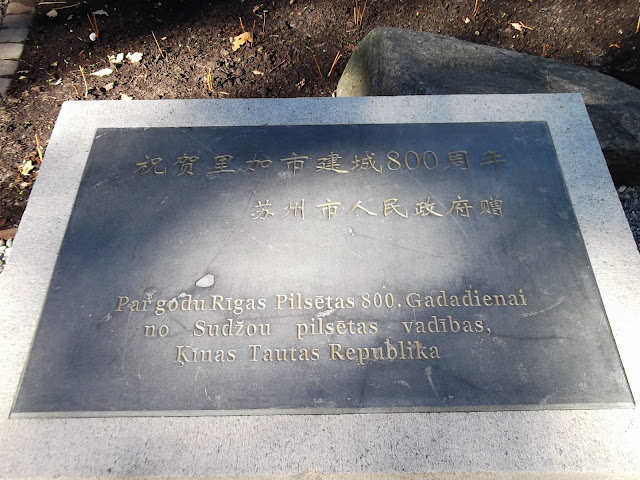 祝贺里加市建城800周年
苏州市人民政府赠
Par godu Rīgas Pilsētas 800. Gadadienai
no Sudžou pilsētas vadības,
Ķīnas Tautas Republika